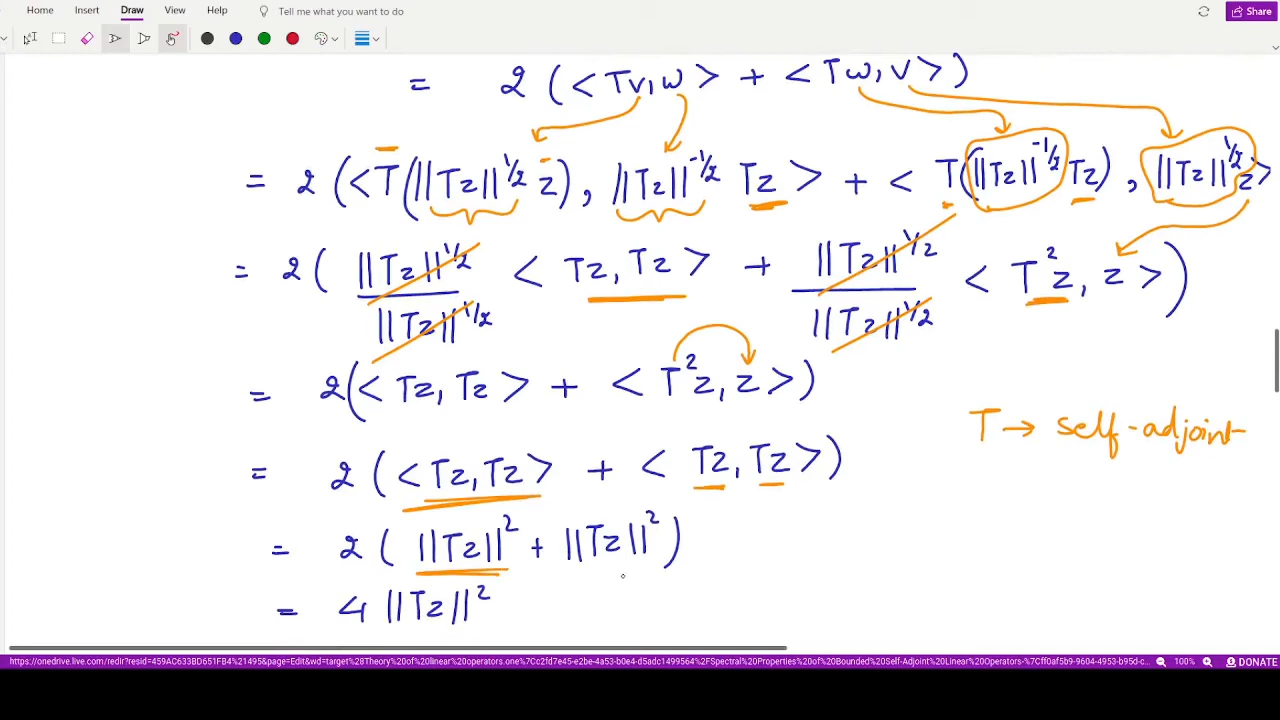 Home Insert Draw View Help Tell me what you want to do Share
= 2 (<Tv,w> + <Tw,v>)
= 2 (<T(||Tz||^1/2 z), ||Tz||^-1/2 Tz> + <T(||Tz||^-1/2 Tz), ||Tz||^1/2 z>
= 2( ||Tz||^1/2 / ||Tz||^1/2 <Tz, Tz> + ||Tz||^1/2 / ||Tz||^1/2 <T²z, z>)
= 2(<Tz, Tz> + <T²z, z>)
T → self-adjoint
= 2 (<Tz,Tz> + <Tz, Tz>)
= 2 ( ||Tz||² + ||Tz||² )
= 4 ||Tz||²
100% DONATE